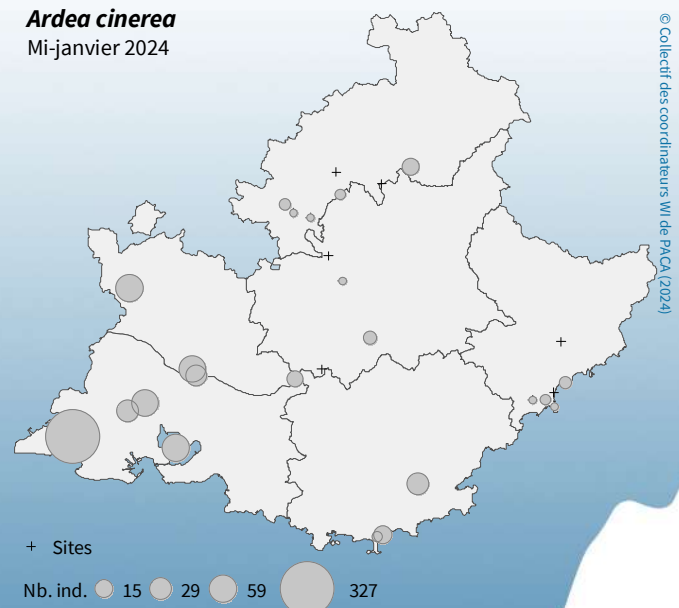 Ardea cinerea
Mi-janvier 2024
© Collectif des coordinateurs WI de PACA (2024)
+ Sites
Nb. ind. 15 29 59 327